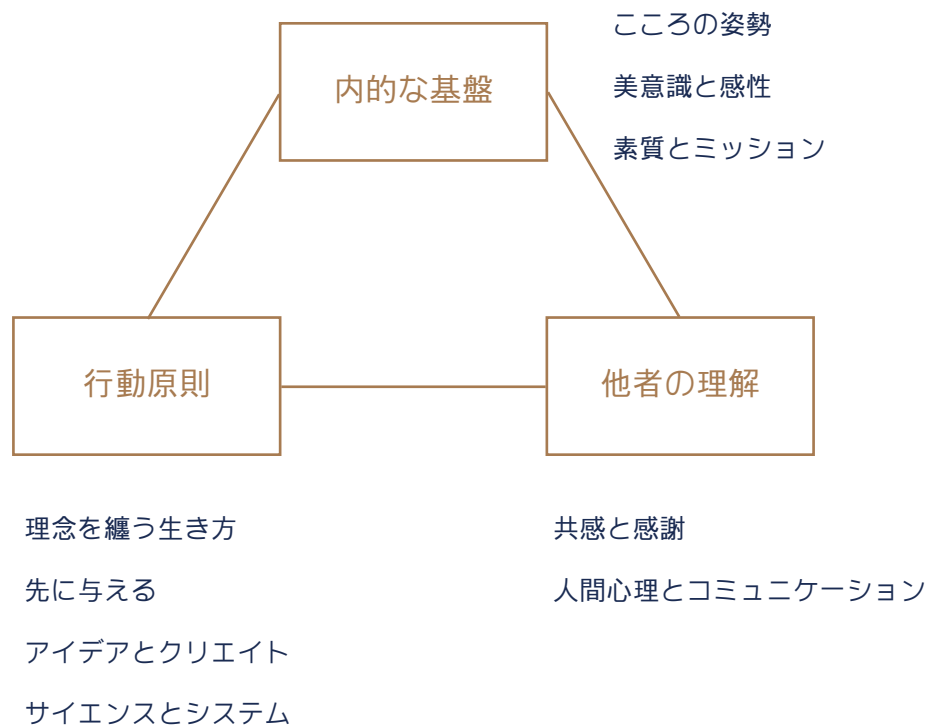 内的な基盤
こころの姿勢
美意識と感性
素質とミッション
行動原則
他者の理解
理念を纏う生き方
先に与える
アイデアとクリエイト
サイエンスとシステム
共感と感謝
人間心理とコミュニケーション